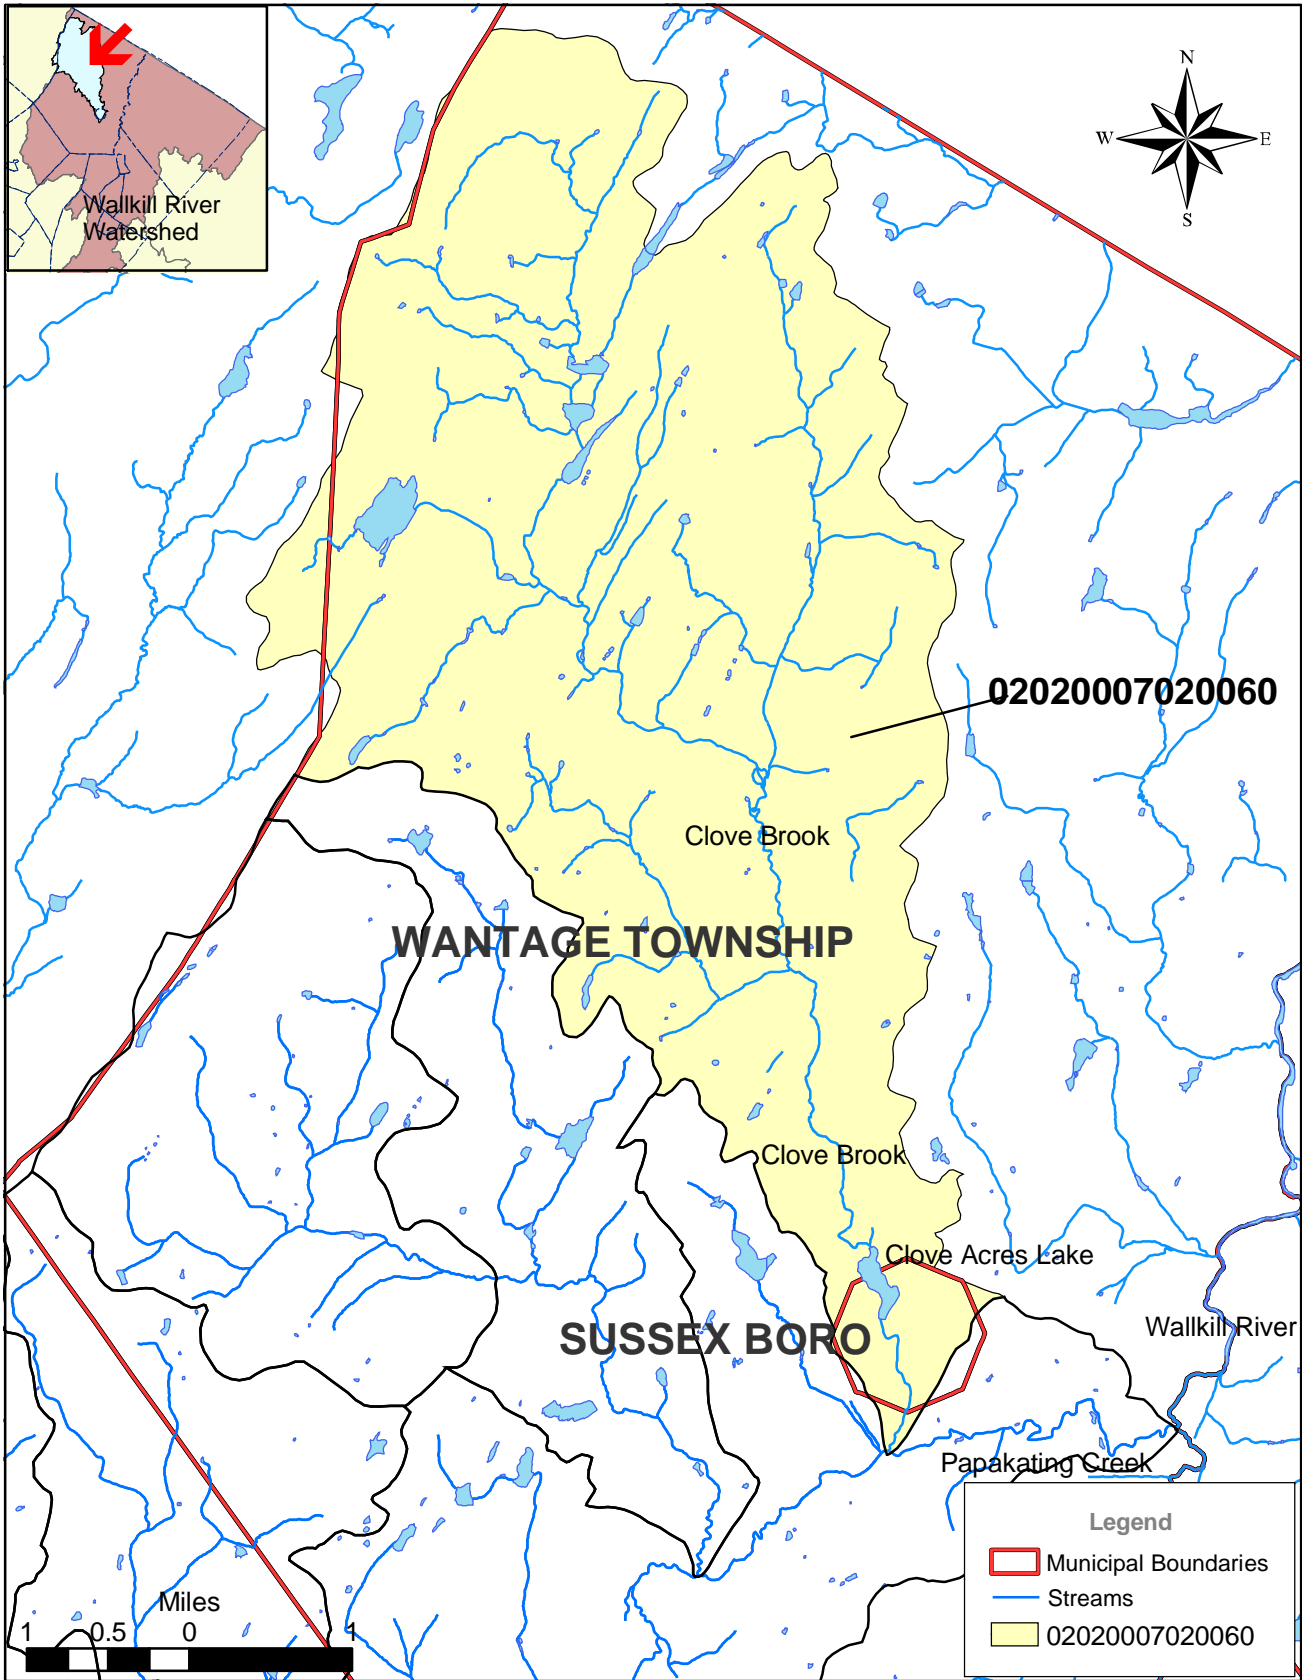 Wallkill River
Watershed
N
W
E
S
02020007020060
Clove Brook
WANTAGE TOWNSHIP
Clove Brook
Clove Acres Lake
SUSSEX BORO
Wallkill River
Papakating Creek
Legend
Municipal Boundaries
Streams
02020007020060
Miles
1 0.5 0 1